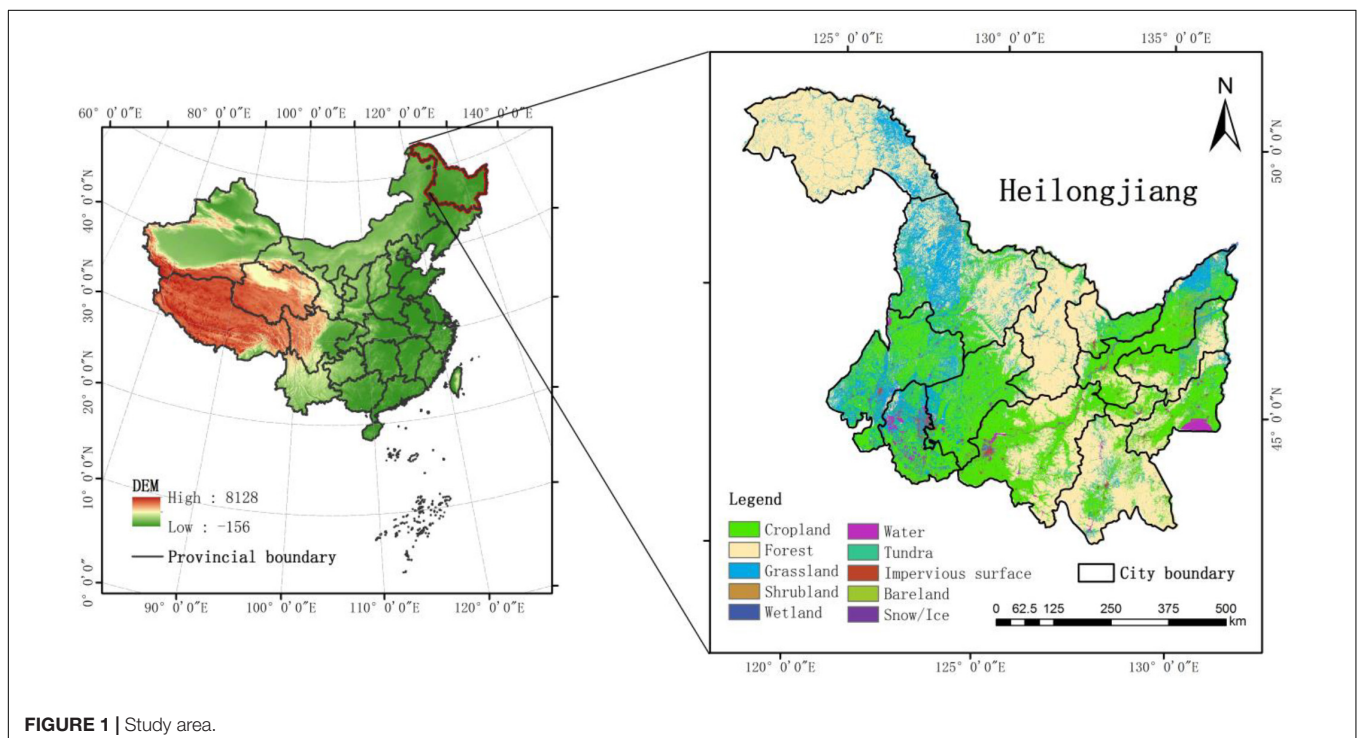 60° 0'0"E 80° 0'0"E 100° 0'0"E 120° 0'0"E 140° 0'0"E
40° 0'0"N
30° 0'0"N
20° 0'0"N
10° 0'0"N
0° 0'0"
90° 0'0"E 100° 0'0"E 110° 0'0"E 120° 0'0"E
DEM
High : 8128
Low : -156
Provincial boundary
125° 0'0"E 130° 0'0"E 135° 0'0"E
N
50° 0'0"N
Heilongjiang
45° 0'0"N
Legend
Cropland
Forest
Grassland
Shrubland
Wetland
Water
Tundra
Impervious surface
Bareland
Snow/Ice
City boundary
0 62.5 125 250 375 500
km
120° 0'0"E 125° 0'0"E 130° 0'0"E
FIGURE 1 | Study area.